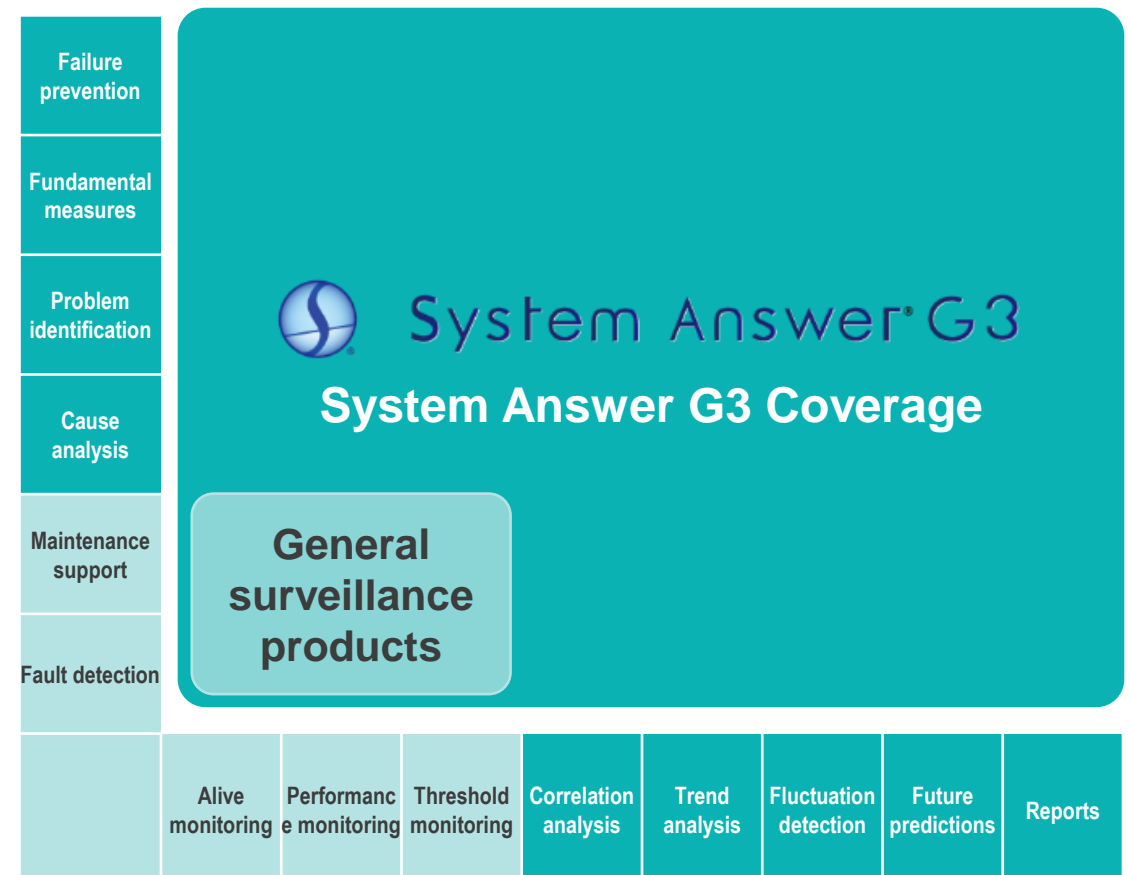 Failure
prevention
Fundamental
measures
Problem
identification
Cause
analysis
Maintenance
support
Fault detection
System Answer® G3
System Answer G3 Coverage
General
surveillance
products
Alive
monitoring
Performanc
e monitoring
Threshold
monitoring
Correlation
analysis
Trend
analysis
Fluctuation
detection
Future
predictions
Reports